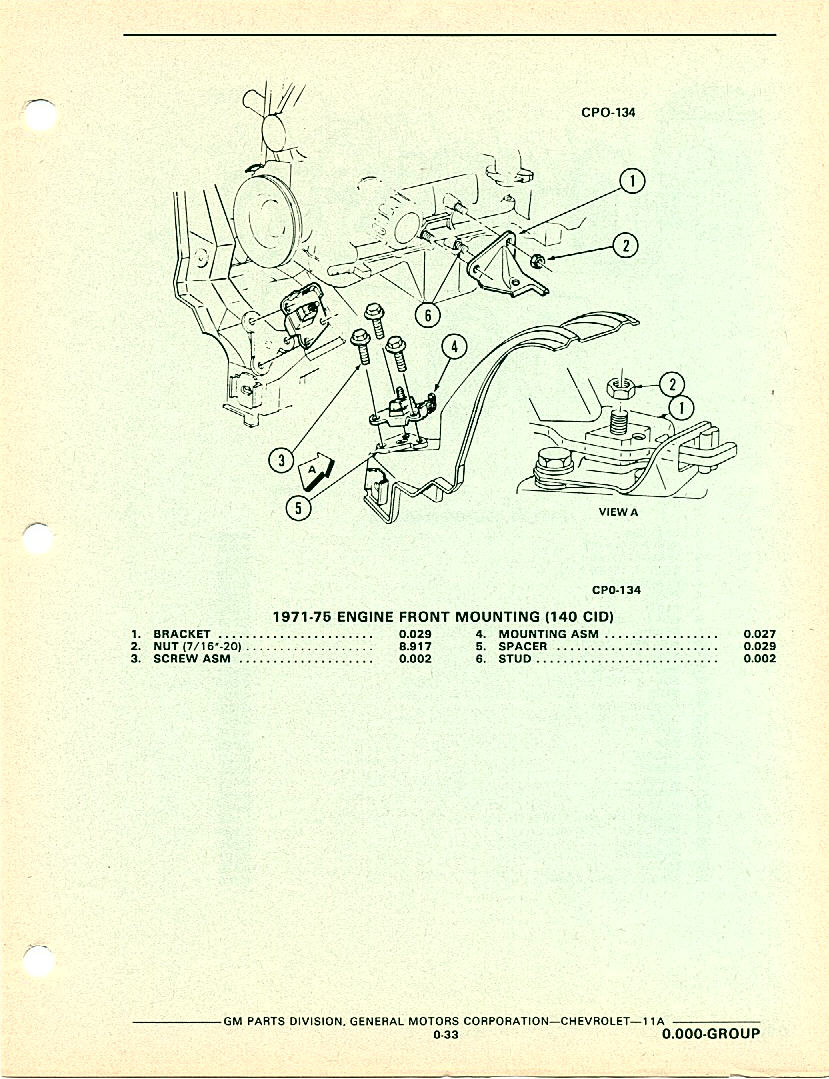 CPO-134
1
2
6
4
3
A
5
2
1
VIEW A
CPO-134
1971-75 ENGINE FRONT MOUNTING (140 CID)
1. BRACKET ....................... 0.029
2. NUT (7/16"-20) ................... 8.917
3. SCREW ASM .................... 0.002
4. MOUNTING ASM ................. 0.027
5. SPACER ........................ 0.029
6. STUD ........................... 0.002
GM PARTS DIVISION, GENERAL MOTORS CORPORATION—CHEVROLET—11A
0-33
0.000-GROUP